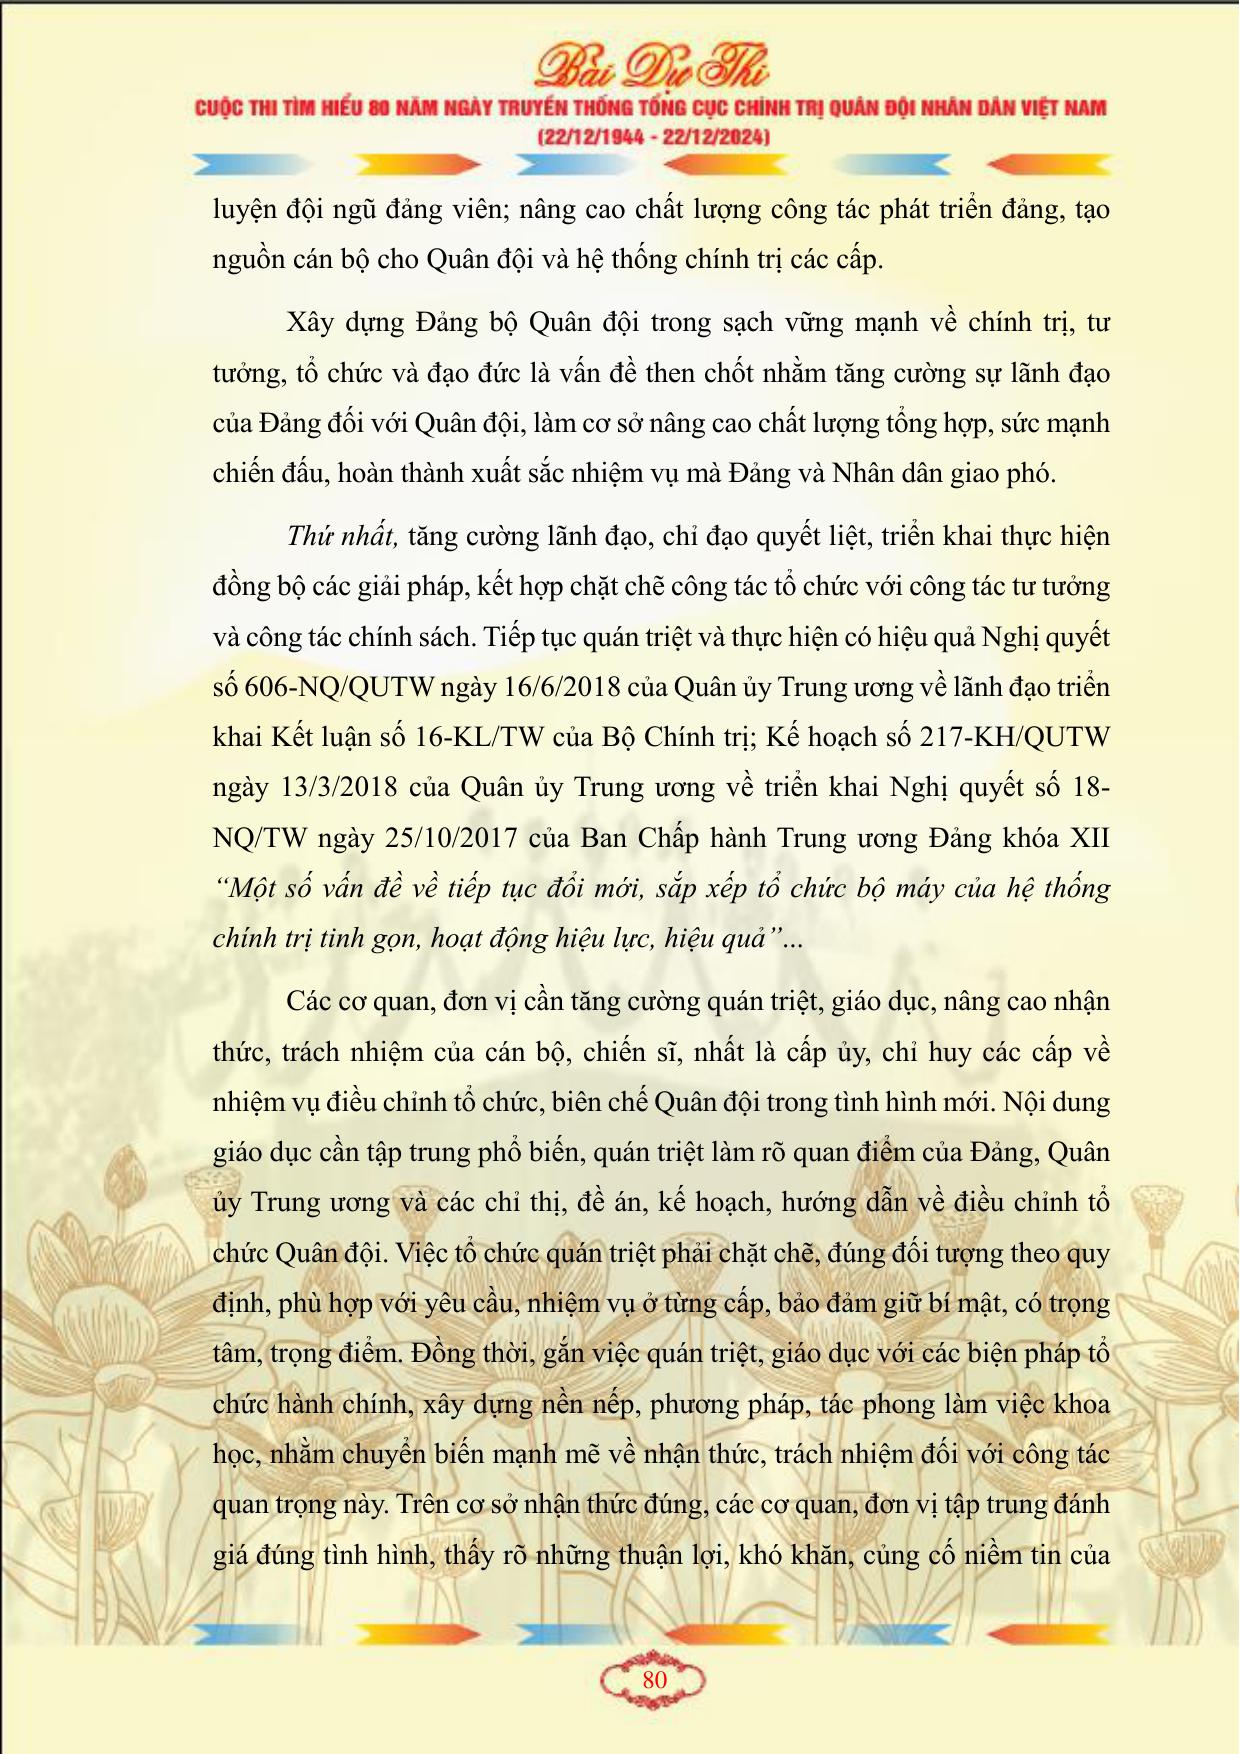 Bài Dự Thi
CUỘC THI TÌM HIỂU 80 NĂM NGÀY TRUYỀN THỐNG TỔNG CỤC CHÍNH TRỊ QUÂN ĐỘI NHÂN DÂN VIỆT NAM
(22/12/1944 - 22/12/2024)
luyện đội ngũ đảng viên; nâng cao chất lượng công tác phát triển đảng, tạo
nguồn cán bộ cho Quân đội và hệ thống chính trị các cấp.
Xây dựng Đảng bộ Quân đội trong sạch vững mạnh về chính trị, tư
tưởng, tổ chức và đạo đức là vấn đề then chốt nhằm tăng cường sự lãnh đạo
của Đảng đối với Quân đội, làm cơ sở nâng cao chất lượng tổng hợp, sức mạnh
chiến đấu, hoàn thành xuất sắc nhiệm vụ mà Đảng và Nhân dân giao phó.
Thứ nhất, tăng cường lãnh đạo, chỉ đạo quyết liệt, triển khai thực hiện
đồng bộ các giải pháp, kết hợp chặt chẽ công tác tổ chức với công tác tư tưởng
và công tác chính sách. Tiếp tục quán triệt và thực hiện có hiệu quả Nghị quyết
số 606-NQ/QUTW ngày 16/6/2018 của Quân ủy Trung ương về lãnh đạo triển
khai Kết luận số 16-KL/TW của Bộ Chính trị; Kế hoạch số 217-KH/QUTW
ngày 13/3/2018 của Quân ủy Trung ương về triển khai Nghị quyết số 18-
NQ/TW ngày 25/10/2017 của Ban Chấp hành Trung ương Đảng khóa XII
“Một số vấn đề về tiếp tục đổi mới, sắp xếp tổ chức bộ máy của hệ thống
chính trị tinh gọn, hoạt động hiệu lực, hiệu quả”...
Các cơ quan, đơn vị cần tăng cường quán triệt, giáo dục, nâng cao nhận
thức, trách nhiệm của cán bộ, chiến sĩ, nhất là cấp ủy, chỉ huy các cấp về
nhiệm vụ điều chỉnh tổ chức, biên chế Quân đội trong tình hình mới. Nội dung
giáo dục cần tập trung phổ biến, quán triệt làm rõ quan điểm của Đảng, Quân
ủy Trung ương và các chỉ thị, đề án, kế hoạch, hướng dẫn về điều chỉnh tổ
chức Quân đội. Việc tổ chức quán triệt phải chặt chẽ, đúng đối tượng theo quy
định, phù hợp với yêu cầu, nhiệm vụ ở từng cấp, bảo đảm giữ bí mật, có trọng
tâm, trọng điểm. Đồng thời, gắn việc quán triệt, giáo dục với các biện pháp tổ
chức hành chính, xây dựng nền nếp, phương pháp, tác phong làm việc khoa
học, nhằm chuyển biến mạnh mẽ về nhận thức, trách nhiệm đối với công tác
quan trọng này. Trên cơ sở nhận thức đúng, các cơ quan, đơn vị tập trung đánh
giá đúng tình hình, thấy rõ những thuận lợi, khó khăn, củng cố niềm tin của
80